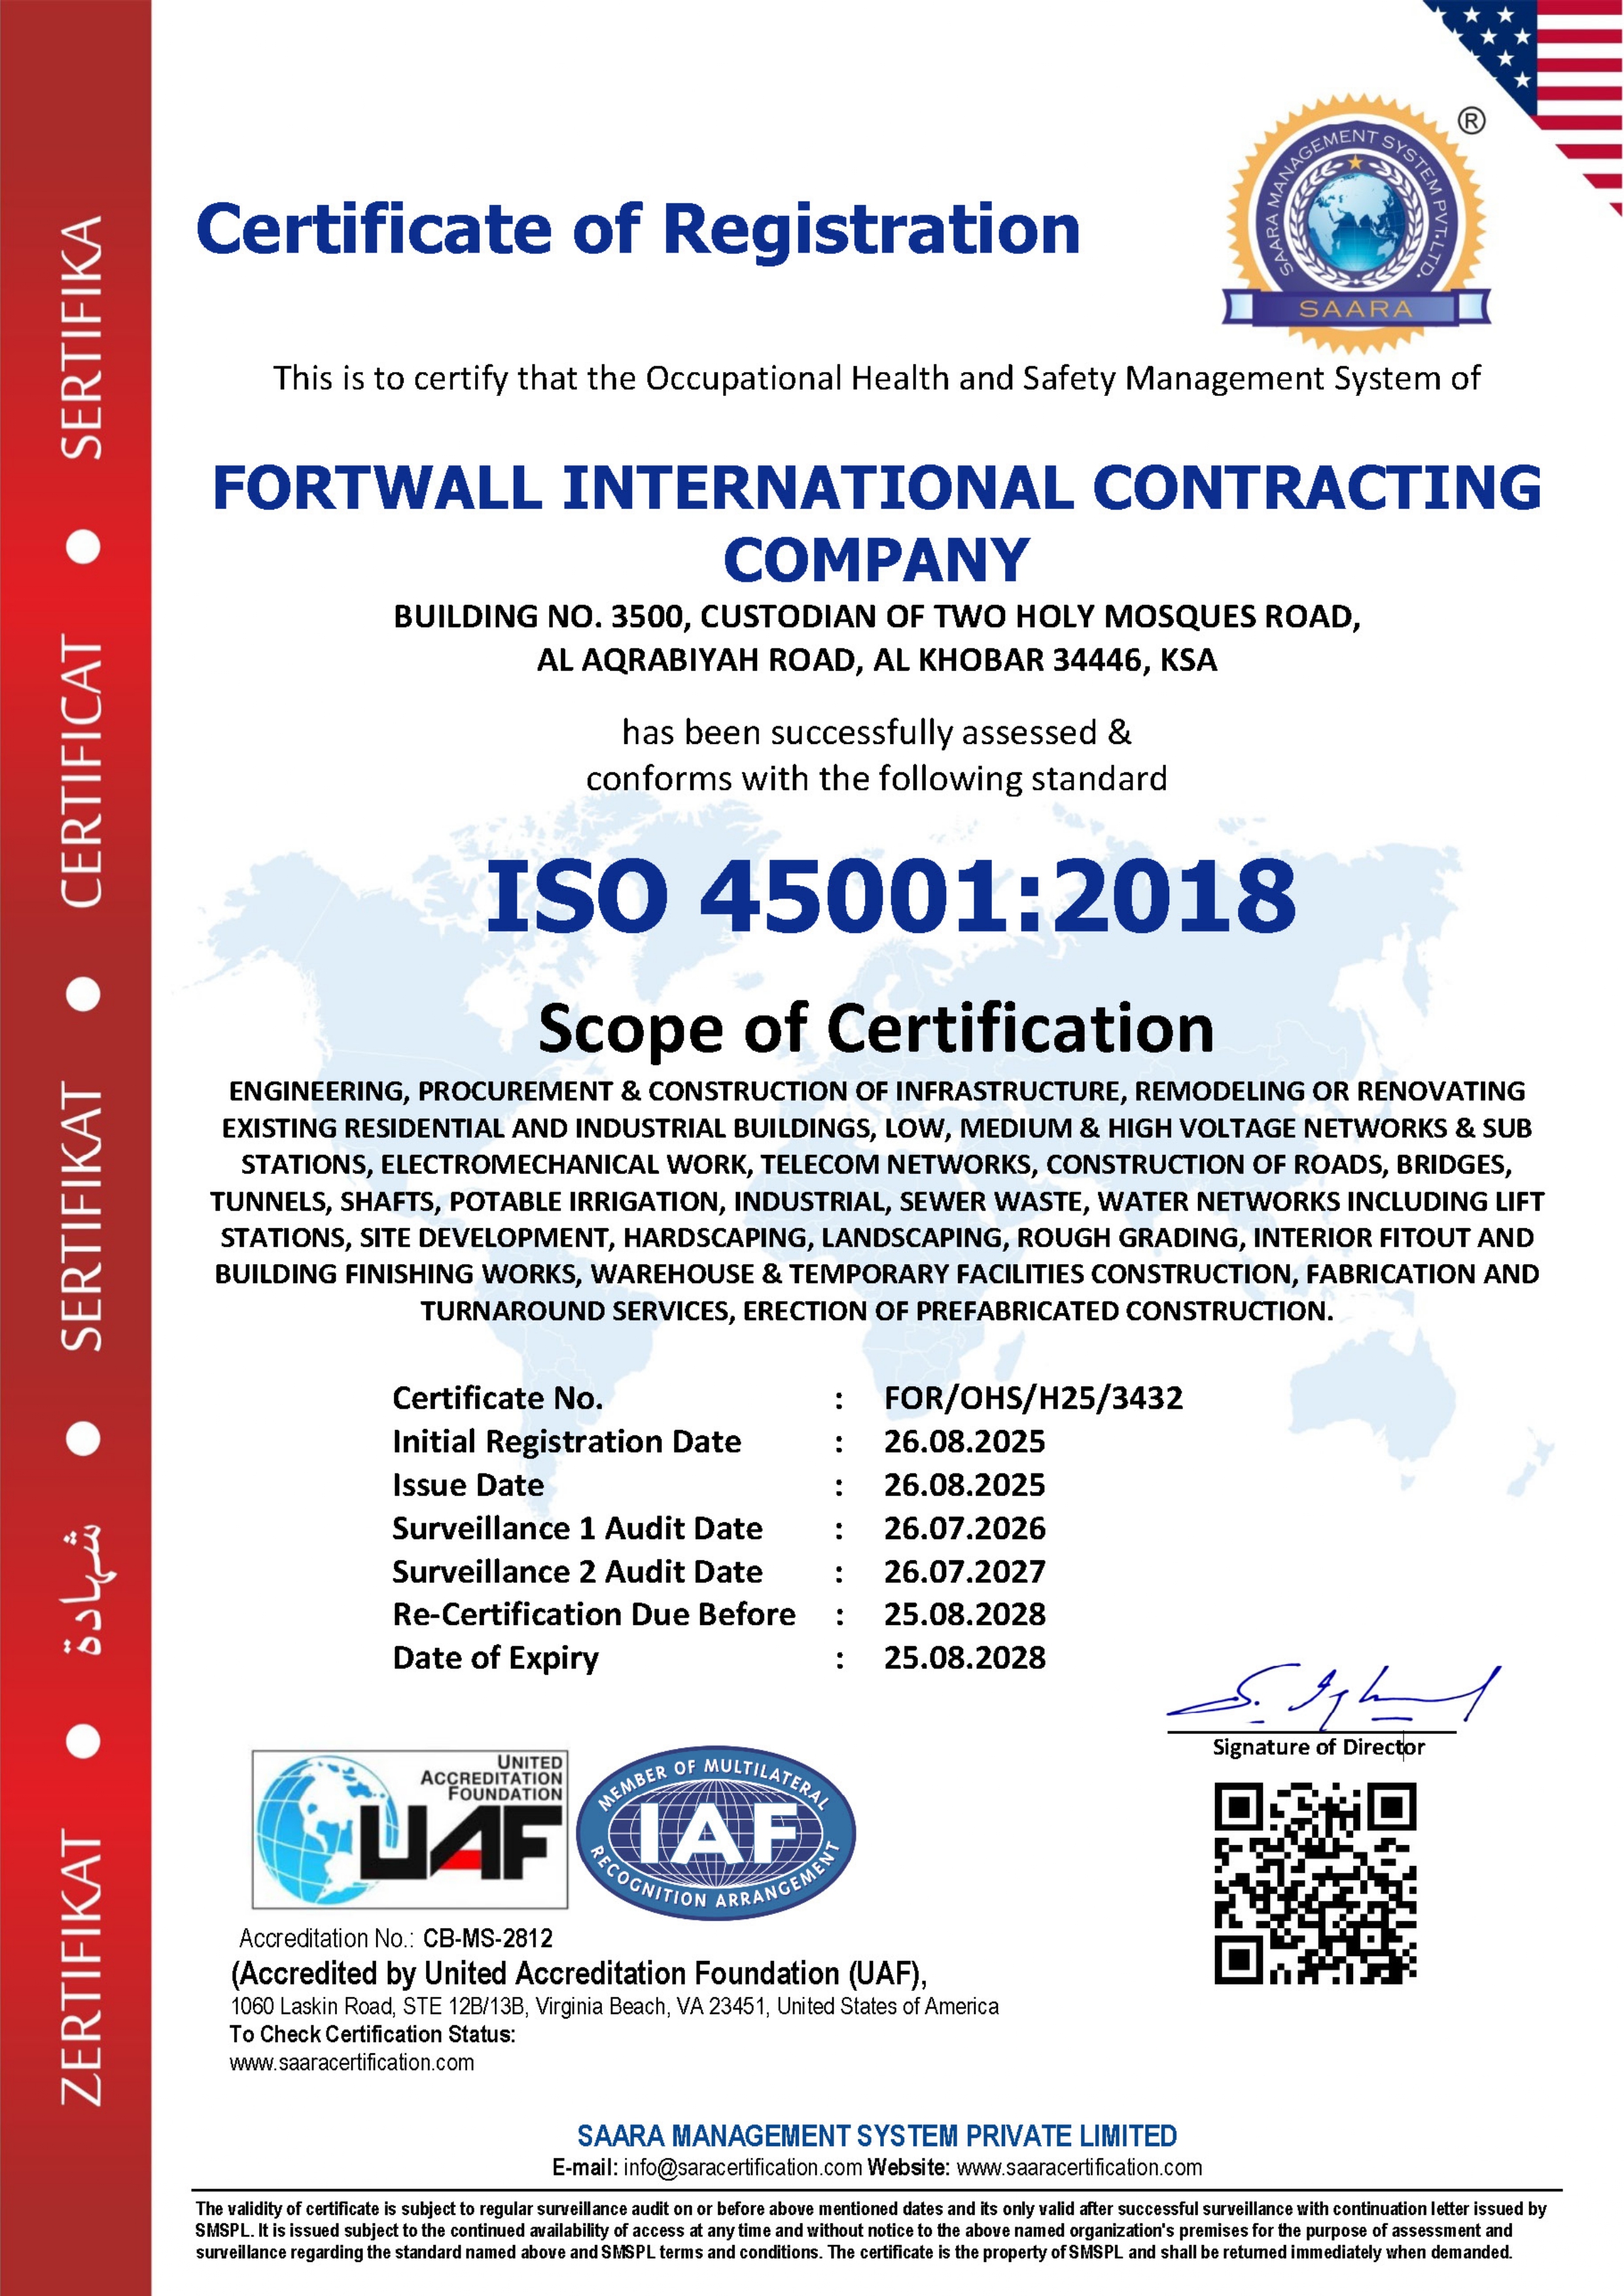 SERTIFIKA
CERTIFICAT
SERTIFIKAT
شهادة
ZERTIFIKAT
SAARA MANAGEMENT SYSTEM PVT.LTD.
SAARA
®
Certificate of Registration
This is to certify that the Occupational Health and Safety Management System of
FORTWALL INTERNATIONAL CONTRACTING
COMPANY
BUILDING NO. 3500, CUSTODIAN OF TWO HOLY MOSQUES ROAD,
AL AQRABIYAH ROAD, AL KHOBAR 34446, KSA
has been successfully assessed &
conforms with the following standard
ISO 45001:2018
Scope of Certification
ENGINEERING, PROCUREMENT & CONSTRUCTION OF INFRASTRUCTURE, REMODELING OR RENOVATING
EXISTING RESIDENTIAL AND INDUSTRIAL BUILDINGS, LOW, MEDIUM & HIGH VOLTAGE NETWORKS & SUB
STATIONS, ELECTROMECHANICAL WORK, TELECOM NETWORKS, CONSTRUCTION OF ROADS, BRIDGES,
TUNNELS, SHAFTS, POTABLE IRRIGATION, INDUSTRIAL, SEWER WASTE, WATER NETWORKS INCLUDING LIFT
STATIONS, SITE DEVELOPMENT, HARDSCAPING, LANDSCAPING, ROUGH GRADING, INTERIOR FITOUT AND
BUILDING FINISHING WORKS, WAREHOUSE & TEMPORARY FACILITIES CONSTRUCTION, FABRICATION AND
TURNAROUND SERVICES, ERECTION OF PREFABRICATED CONSTRUCTION.
Certificate No. : FOR/OHS/H25/3432
Initial Registration Date : 26.08.2025
Issue Date : 26.08.2025
Surveillance 1 Audit Date : 26.07.2026
Surveillance 2 Audit Date : 26.07.2027
Re-Certification Due Before : 25.08.2028
Date of Expiry : 25.08.2028
Signature of Director
UNITED
ACCREDITATION
FOUNDATION
UAF
MEMBER OF MULTILATERAL
IAF
RECOGNITION ARRANGEMENT
Accreditation No.: CB-MS-2812
(Accredited by United Accreditation Foundation (UAF),
1060 Laskin Road, STE 12B/13B, Virginia Beach, VA 23451, United States of America
To Check Certification Status:
www.saaracertification.com
SAARA MANAGEMENT SYSTEM PRIVATE LIMITED
E-mail: info@saracertification.com Website: www.saaracertification.com
The validity of certificate is subject to regular surveillance audit on or before above mentioned dates and its only valid after successful surveillance with continuation letter issued by
SMSPL. It is issued subject to the continued availability of access at any time and without notice to the above named organization's premises for the purpose of assessment and
surveillance regarding the standard named above and SMSPL terms and conditions. The certificate is the property of SMSPL and shall be returned immediately when demanded.